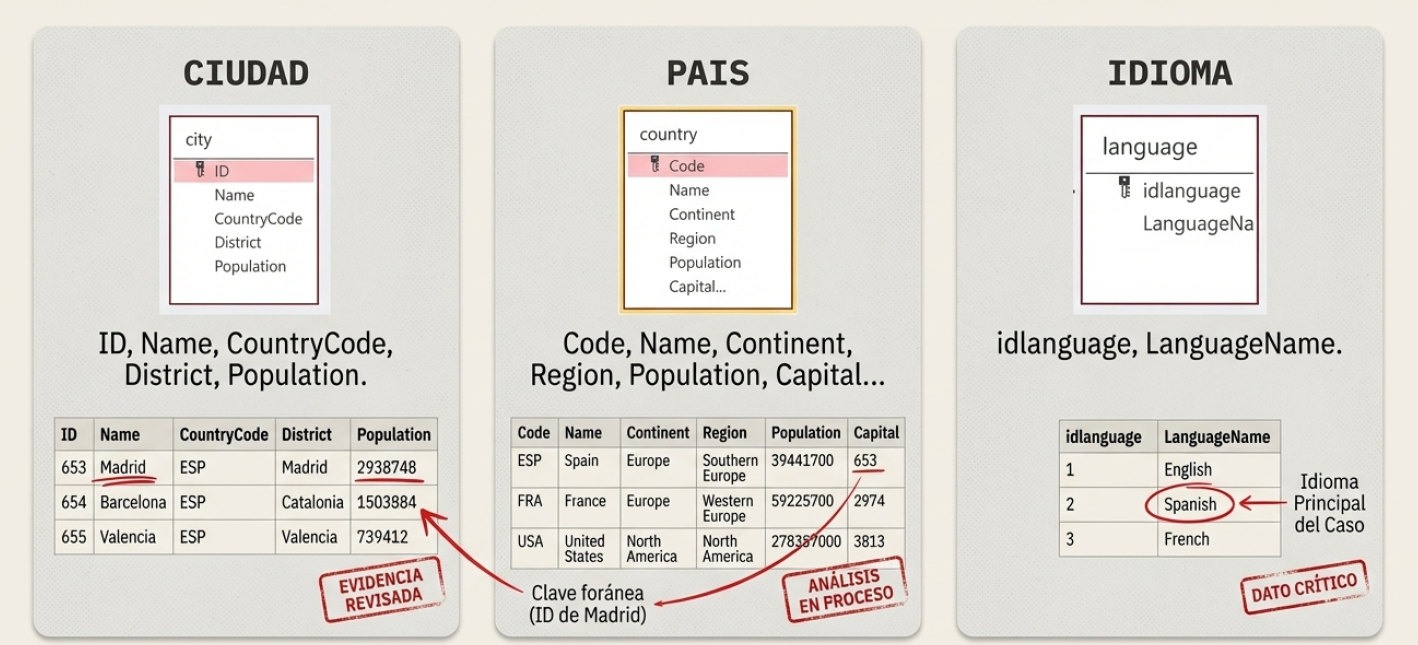 CIUDAD
city
ID
Name
CountryCode
District
Population
ID, Name, CountryCode,
District, Population.
ID Name CountryCode District Population
653 Madrid ESP Madrid 2938748
654 Barcelona ESP Catalonia 1503884
655 Valencia ESP Valencia 739412
EVIDENCIA
REVISADA
PAIS
country
Code
Name
Continent
Region
Population
Capital...
Code, Name, Continent,
Region, Population, Capital...
Code Name Continent Region Population Capital
ESP Spain Europe Southern 39441700 653
Europe
FRA France Europe Western 59225700 2974
Europe
USA United North North 278357000 3813
States America America
Clave foránea
(ID de Madrid)
ANÁLISIS
EN PROCESO
IDIOMA
language
idlanguage
LanguageNa
idlanguage, LanguageName.
idlanguage LanguageName
1 English
2 Spanish
3 French
Idioma
Principal
del Caso
DATO CRÍTICO